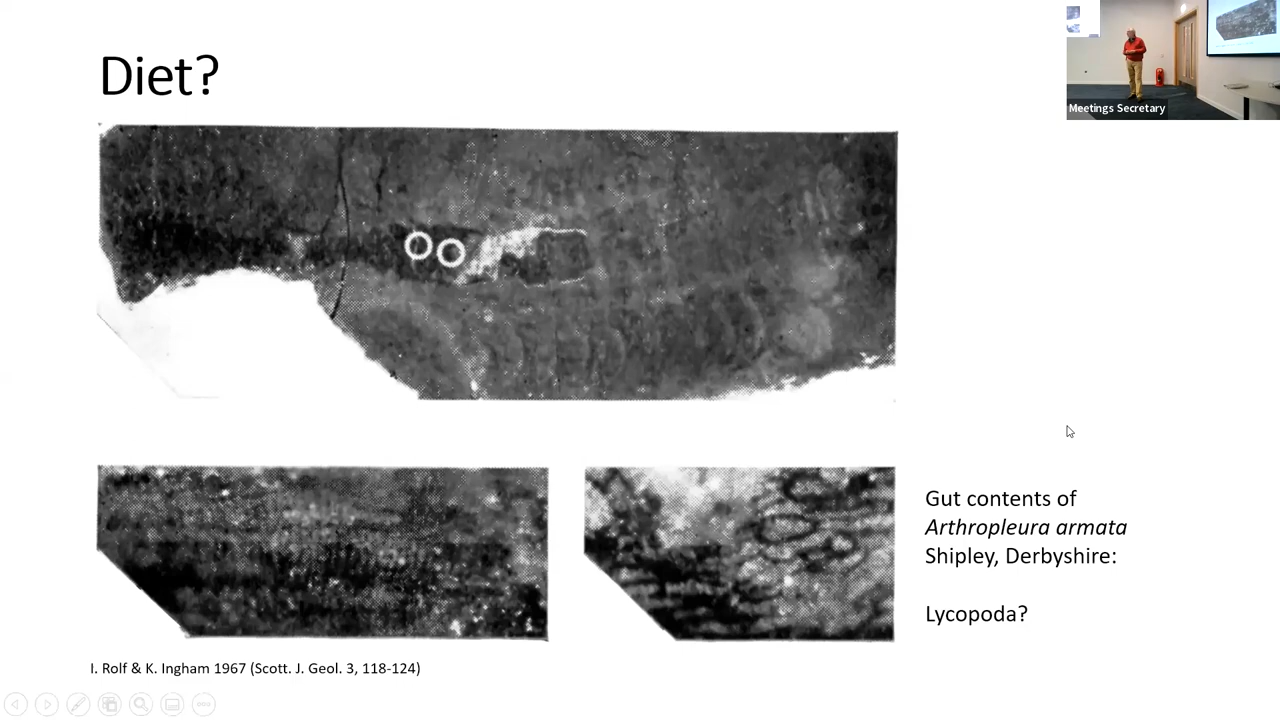 Diet?
Meetings Secretary
Gut contents of
Arthropleura armata
Shipley, Derbyshire:
Lycopoda?
I. Rolf & K. Ingham 1967 (Scott. J. Geol. 3, 118-124)